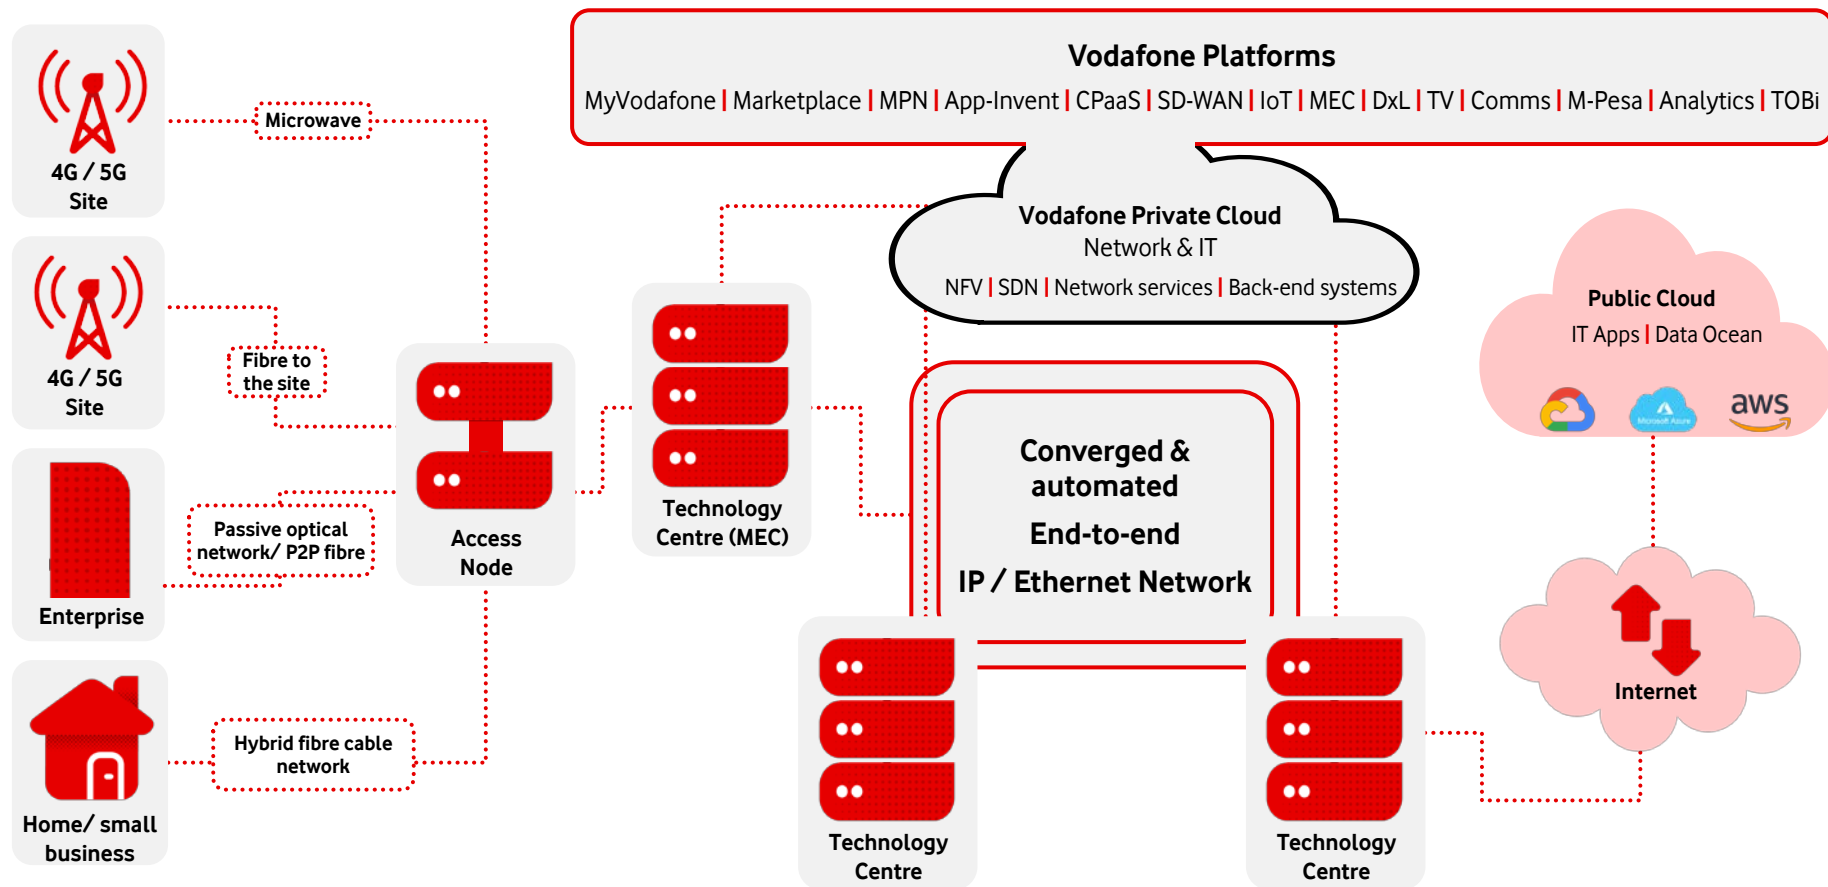 Vodafone Platforms
MyVodafone | Marketplace | MPN | App-Invent | CPaaS | SD-WAN | IoT | MEC | DxL | TV | Comms | M-Pesa | Analytics | TOBi
4G / 5G
Site
Microwave
Vodafone Private Cloud
Network & IT
NFV | SDN | Network services | Back-end systems
4G / 5G
Site
Fibre to
the site
Public Cloud
IT Apps | Data Ocean
Microsoft Azure
aws
Enterprise
Passive optical
network/ P2P fibre
Access
Node
Technology
Centre (MEC)
Converged &
automated
End-to-end
IP / Ethernet Network
Internet
Home/ small
business
Hybrid fibre cable
network
Technology
Centre
Technology
Centre